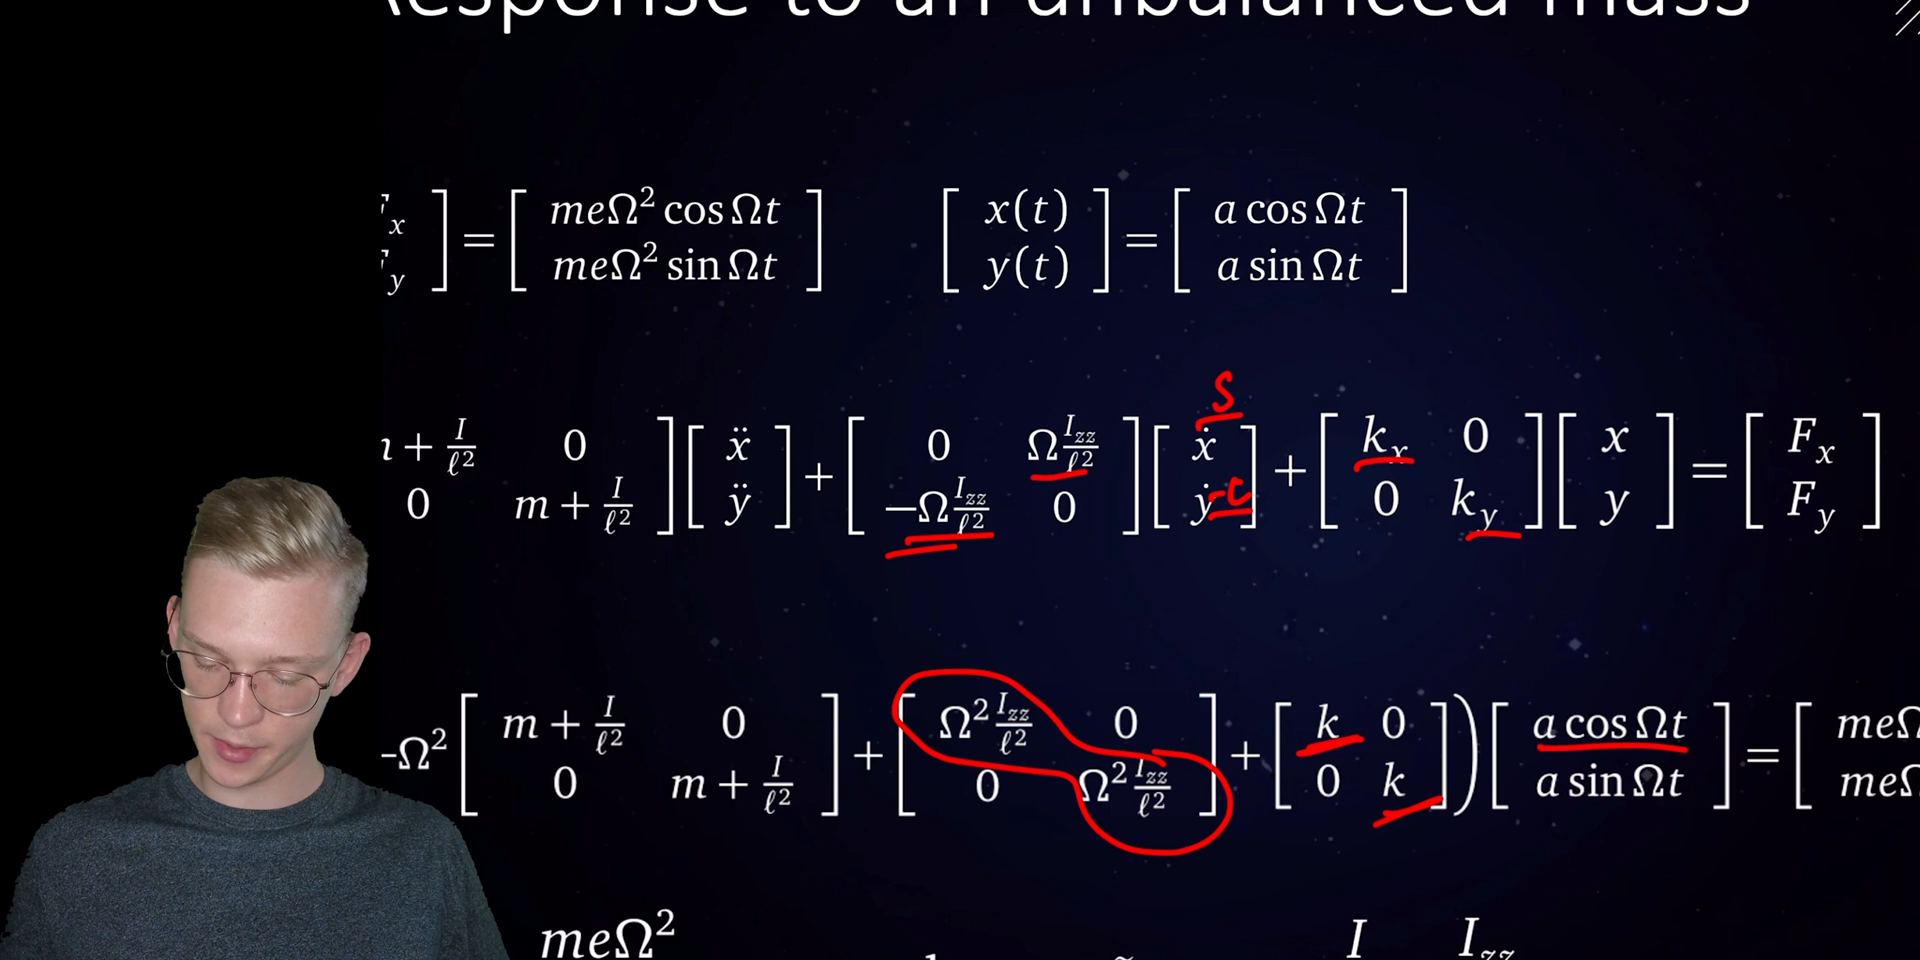 Response to an unbalanced mass
x ] = [ meΩ² cos Ωt ] [ x(t) ] = [ a cos Ωt ]
y ] = [ meΩ² sin Ωt ] [ y(t) ] = [ a sin Ωt ]
+ I/ℓ² 0 ] [ ẍ ] + [ 0 Ω I_zz/ℓ² ] [ ẋ ] + [ k_x 0 ] [ x ] = [ F_x ]
0 m + I/ℓ² ] [ ÿ ] + [ −Ω I_zz/ℓ² 0 ] [ ẏ ] + [ 0 k_y ] [ y ] = [ F_y ]
s
-c
-Ω² [ m + I/ℓ² 0 ] + [ Ω² I_zz/ℓ² 0 ] + [ k 0 ] ) [ a cos Ωt ] = [ meΩ
[ 0 m + I/ℓ² ] + [ 0 Ω² I_zz/ℓ² ] + [ 0 k ] ) [ a sin Ωt ] = [ meΩ
meΩ² I I_zz